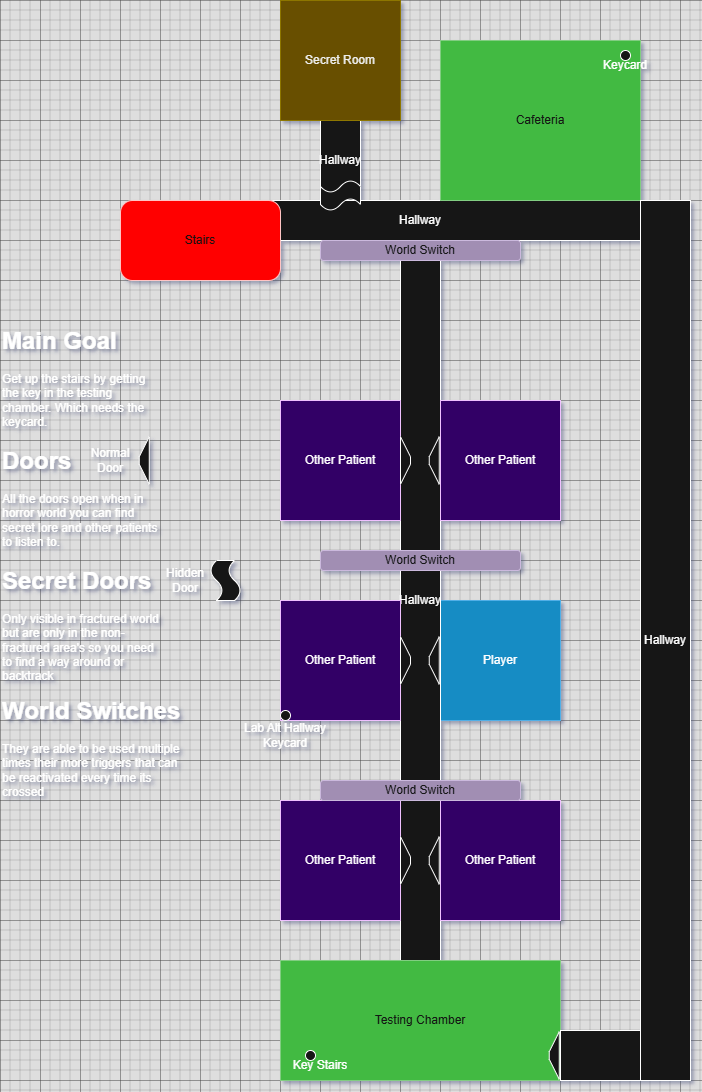 Secret Room
Keycard
Cafeteria
Hallway
Hallway
Stairs
World Switch
Main Goal
Get up the stairs by getting
the key in the testing
chamber. Which needs the
keycard.
Other Patient
Other Patient
Doors
Normal
Door
All the doors open when in
horror world you can find
secret lore and other patients
to listen to.
World Switch
Secret Doors
Hidden
Door
Hallway
Only visible in fractured world
but are only in the non-
fractured area's so you need
to find a way around or
backtrack
Other Patient
Player
Hallway
World Switches
Lab Alt Hallway
Keycard
They are able to be used multiple
times their more triggers that can
be reactivated every time its
crossed
World Switch
Other Patient
Other Patient
Testing Chamber
Key Stairs